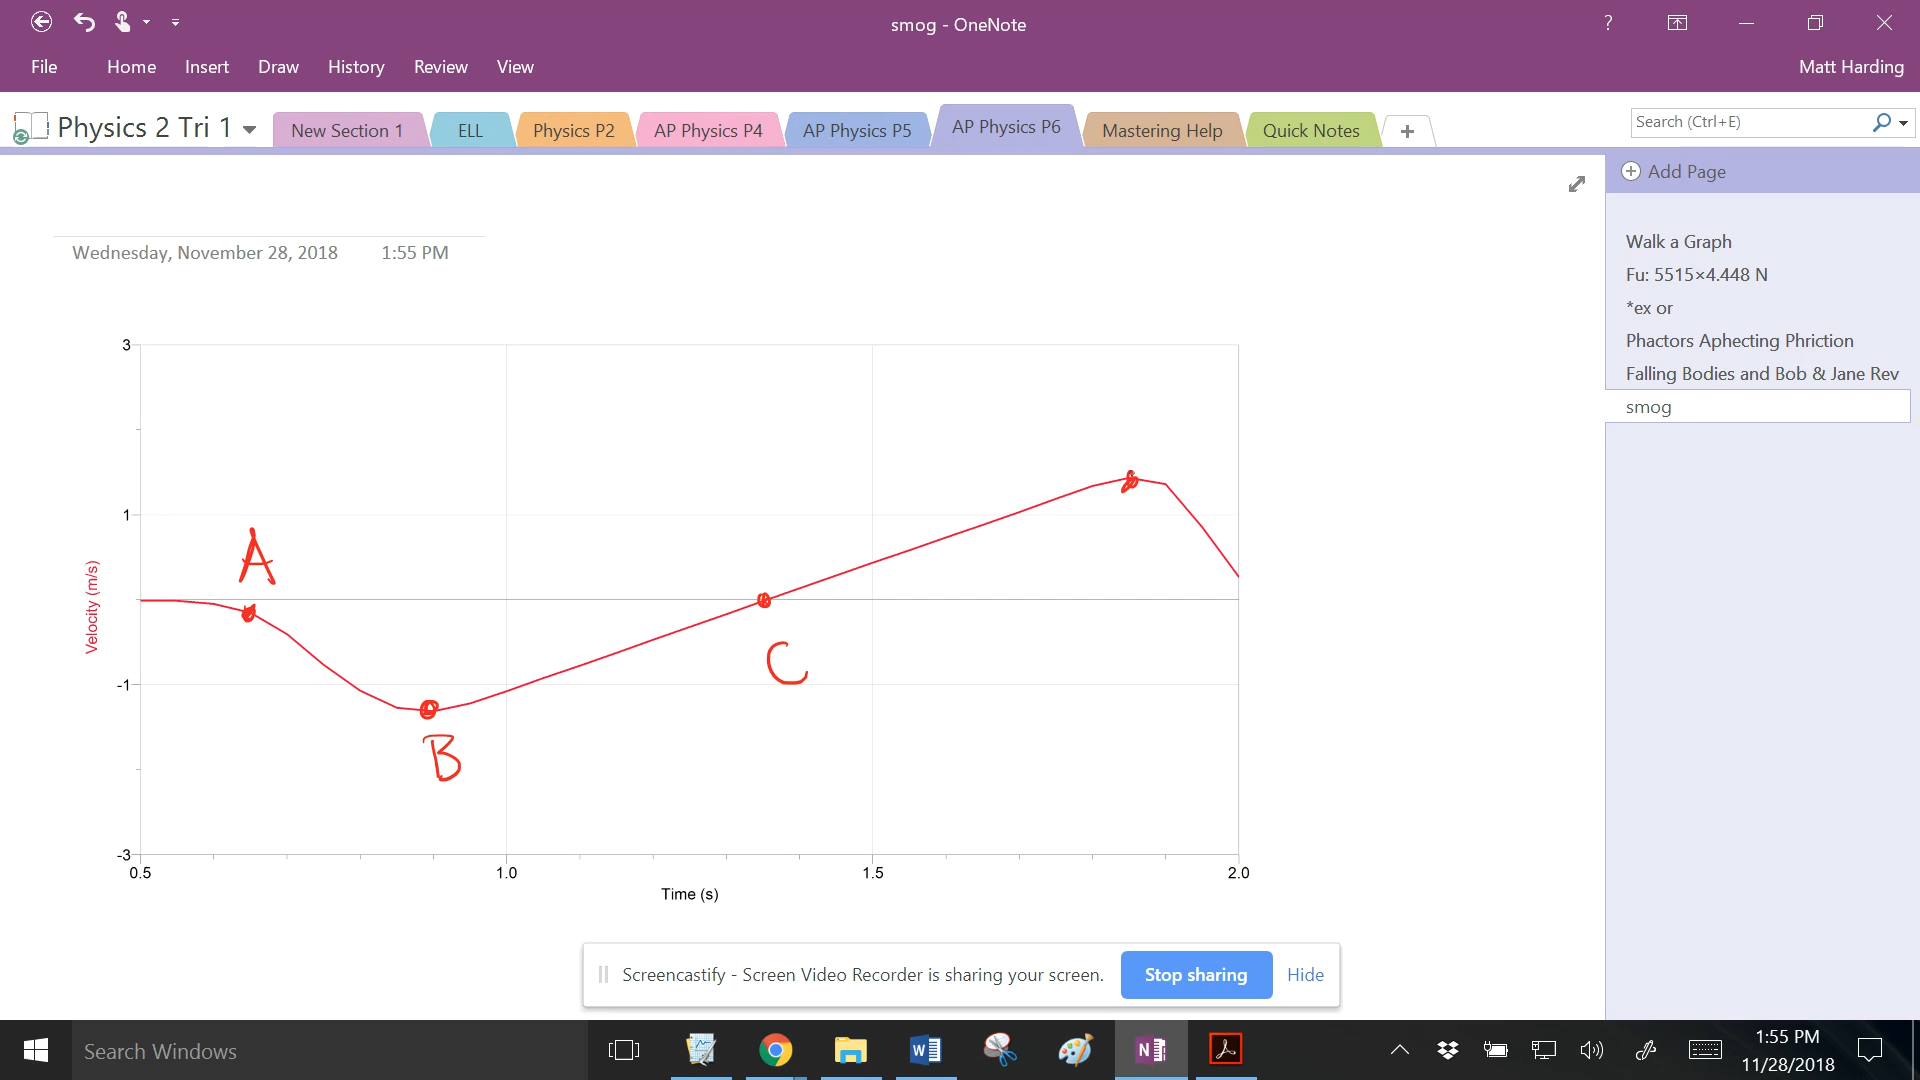 smog - OneNote
?
File Home Insert Draw History Review View
Matt Harding
Physics 2 Tri 1
New Section 1
ELL
Physics P2
AP Physics P4
AP Physics P5
AP Physics P6
Mastering Help
Quick Notes
+
Search (Ctrl+E)
Add Page
Walk a Graph
Fu: 5515×4.448 N
*ex or
Phactors Aphecting Phriction
Falling Bodies and Bob & Jane Rev
smog
Wednesday, November 28, 2018 1:55 PM
3
1
-1
-3
Velocity (m/s)
A
B
C
0.5 1.0 1.5 2.0
Time (s)
Screencastify - Screen Video Recorder is sharing your screen.
Stop sharing
Hide
Search Windows
1:55 PM
11/28/2018